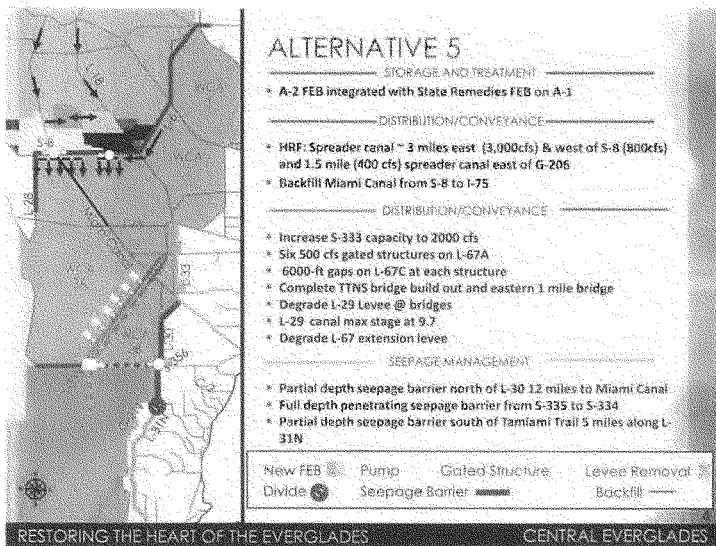 ALTERNATIVE 5
STORAGE AND TREATMENT
* A-2 FEB integrated with State Remedies FEB on A-1
DISTRIBUTION/CONVEYANCE
* HRF: Spreader canal ~ 3 miles east (3,000cfs) & west of S-8 (800cfs)
and 1.5 mile (400 cfs) spreader canal east of G-206
* Backfill Miami Canal from S-8 to I-75
DISTRIBUTION/CONVEYANCE
* Increase S-333 capacity to 2000 cfs
* Six 500 cfs gated structures on L-67A
* 6000-ft gaps on L-67C at each structure
* Complete TTNS bridge build out and eastern 1 mile bridge
* Degrade L-29 Levee @ bridges
* L-29 canal max stage at 9.7
* Degrade L-67 extension levee
SEEPAGE MANAGEMENT
* Partial depth seepage barrier north of L-30 12 miles to Miami Canal
* Full depth penetrating seepage barrier from S-335 to S-334
* Partial depth seepage barrier south of Tamiami Trail 5 miles along L-
31N
New FEB Pump Gated Structure Levee Removal
Divide Seepage Barrier Backfill
S-8
L-28
L-30
L-31N
RESTORING THE HEART OF THE EVERGLADES
CENTRAL EVERGLADES